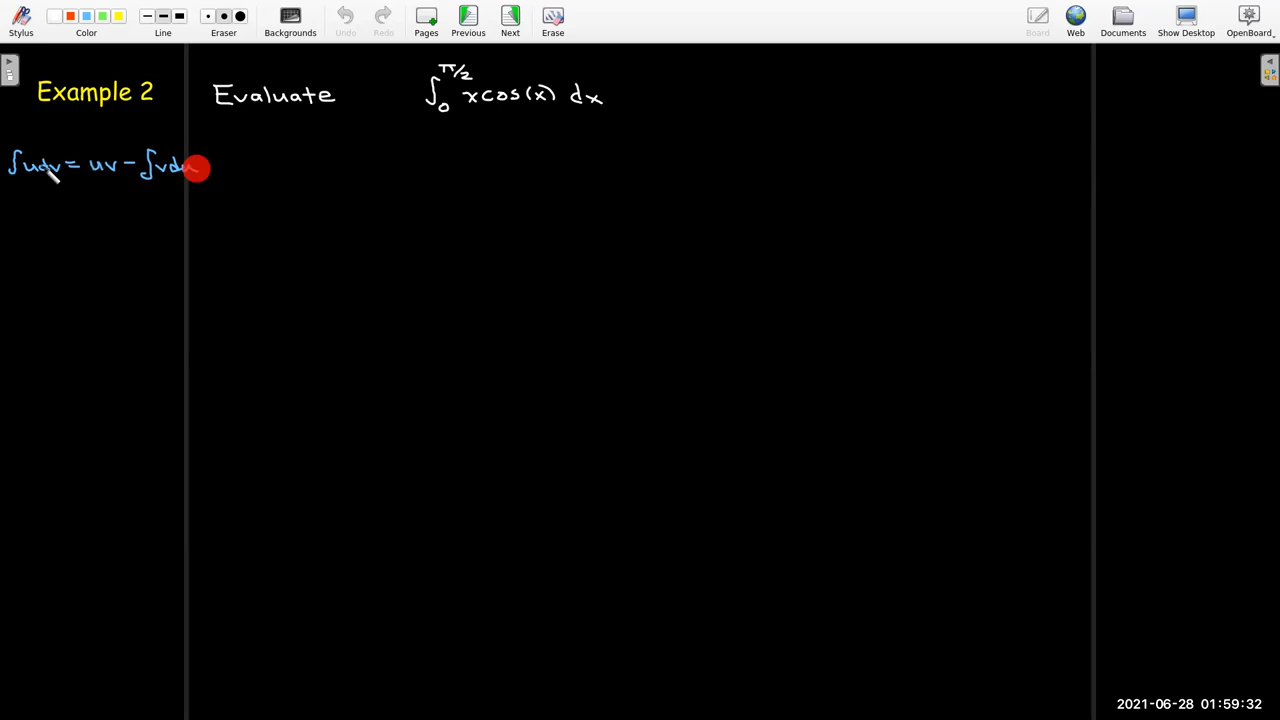 Stylus Color Line Eraser Backgrounds Undo Redo Pages Previous Next Erase Board Web Documents Show Desktop OpenBoard
Example 2 Evaluate ∫₀^π/2 x cos(x) dx
∫udv = uv - ∫vdu
2021-06-28 01:59:32